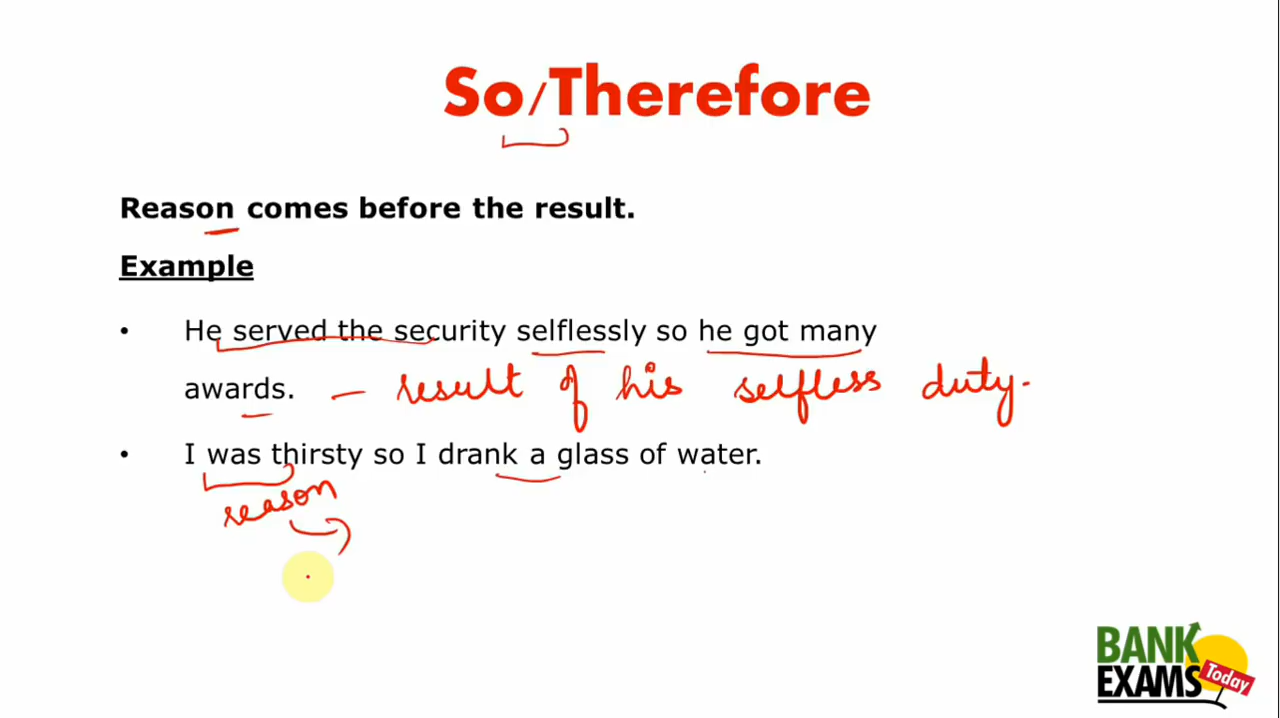 So/Therefore
Reason comes before the result.
Example
• He served the security selflessly so he got many
awards. – result of his selfless duty.
• I was thirsty so I drank a glass of water.
reason
BANK
EXAMS Today